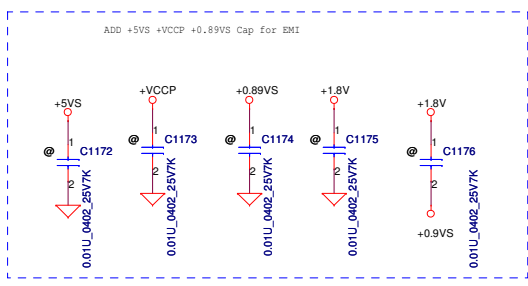 ADD +5VS +VCCP +0.89VS Cap for EMI
+5VS
+VCCP
+0.89VS
+1.8V
+1.8V
1
@
C1172
2
0.01U_0402_25V7K
1
@
C1173
2
0.01U_0402_25V7K
1
@
C1174
2
0.01U_0402_25V7K
1
@
C1175
2
0.01U_0402_25V7K
1
@
C1176
2
0.01U_0402_25V7K
+0.9VS